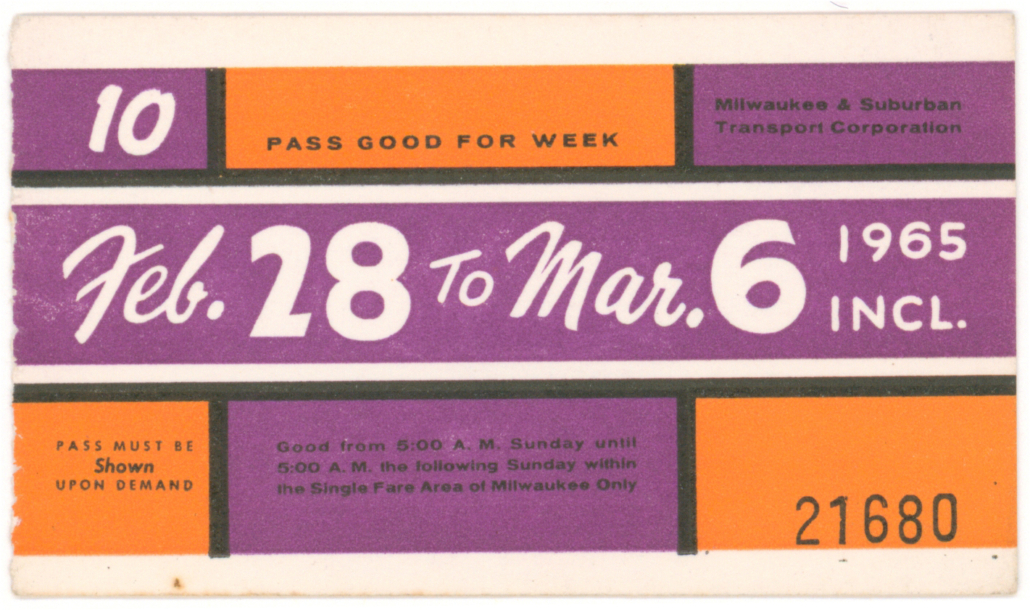 10
PASS GOOD FOR WEEK
Milwaukee & Suburban
Transport Corporation
Feb. 28 To Mar. 6 1965
INCL.
PASS MUST BE
Shown
UPON DEMAND
Good from 5:00 A. M. Sunday until
5:00 A. M. the following Sunday within
the Single Fare Area of Milwaukee Only
21680